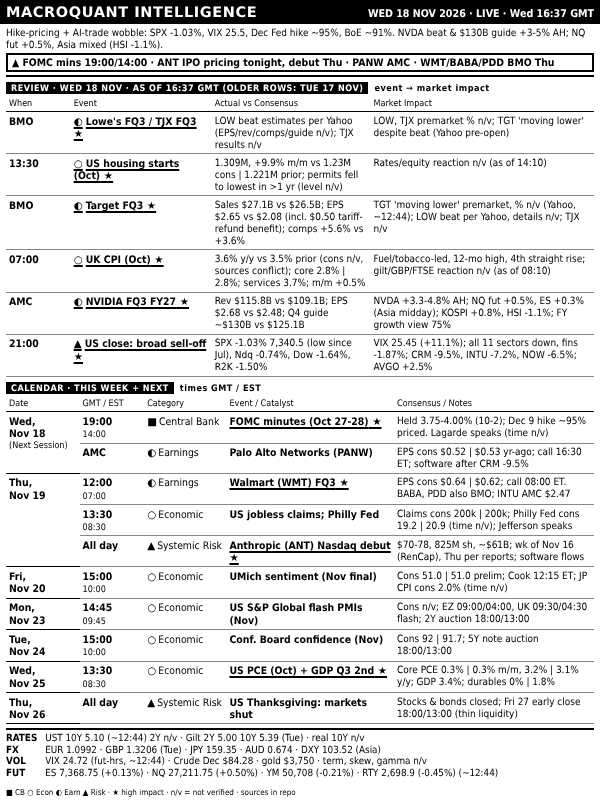 MACROQUANT INTELLIGENCE WED 18 NOV 2026 · LIVE · Wed 16:37 GMT
Hike-pricing + AI-trade wobble: SPX -1.03%, VIX 25.5, Dec Fed hike ~95%, BoE ~91%. NVDA beat & $130B guide +3-5% AH; NQ
fut +0.5%, Asia mixed (HSI -1.1%).
▲ FOMC mins 19:00/14:00 · ANT IPO pricing tonight, debut Thu · PANW AMC · WMT/BABA/PDD BMO Thu
REVIEW · WED 18 NOV · AS OF 16:37 GMT (OLDER ROWS: TUE 17 NOV) event → market impact
When Event Actual vs Consensus Market Impact
BMO ◐ Lowe's FQ3 / TJX FQ3 LOW beat estimates per Yahoo LOW, TJX premarket % n/v; TGT 'moving lower'
★ (EPS/rev/comps/guide n/v); TJX despite beat (Yahoo pre-open)
results n/v
13:30 ○ US housing starts 1.309M, +9.9% m/m vs 1.23M Rates/equity reaction n/v (as of 14:10)
(Oct) ★ cons | 1.221M prior; permits fell
to lowest in >1 yr (level n/v)
BMO ◐ Target FQ3 ★ Sales $27.1B vs $26.5B; EPS TGT 'moving lower' premarket, % n/v (Yahoo,
$2.65 vs $2.08 (incl. $0.50 tariff- ~12:44); LOW beat per Yahoo, details n/v; TJX
refund benefit); comps +5.6% vs n/v
+3.6%
07:00 ○ UK CPI (Oct) ★ 3.6% y/y vs 3.5% prior (cons n/v, Fuel/tobacco-led, 12-mo high, 4th straight rise;
sources conflict); core 2.8% | gilt/GBP/FTSE reaction n/v (as of 08:10)
2.8%; services 3.7%; m/m +0.5%
AMC ◐ NVIDIA FQ3 FY27 ★ Rev $115.8B vs $109.1B; EPS NVDA +3.3-4.8% AH; NQ fut +0.5%, ES +0.3%
$2.68 vs $2.48; Q4 guide (Asia midday); KOSPI +0.8%, HSI -1.1%; FY
~$130B vs $125.1B growth view 75%
21:00 ▲ US close: broad sell-off SPX -1.03% 7,340.5 (low since VIX 25.45 (+11.1%); all 11 sectors down, fins
★ Jul), Ndq -0.74%, Dow -1.64%, -1.87%; CRM -9.5%, INTU -7.2%, NOW -6.5%;
R2K -1.50% AVGO +2.5%
CALENDAR · THIS WEEK + NEXT times GMT / EST
Date GMT / EST Category Event / Catalyst Consensus / Notes
Wed, 19:00 ■ Central Bank FOMC minutes (Oct 27-28) ★ Held 3.75-4.00% (10-2); Dec 9 hike ~95%
Nov 18 14:00 priced. Lagarde speaks (time n/v)
(Next Session)
AMC ◐ Earnings Palo Alto Networks (PANW) EPS cons $0.52 | $0.53 yr-ago; call 16:30
ET; software after CRM -9.5%
Thu, 12:00 ◐ Earnings Walmart (WMT) FQ3 ★ EPS cons $0.64 | $0.62; call 08:00 ET.
Nov 19 07:00 BABA, PDD also BMO; INTU AMC $2.47
13:30 ○ Economic US jobless claims; Philly Fed Claims cons 200k | 200k; Philly Fed cons
08:30 19.2 | 20.9 (time n/v); Jefferson speaks
All day ▲ Systemic Risk Anthropic (ANT) Nasdaq debut $70-78, 825M sh, ~$61B; wk of Nov 16
★ (RenCap), Thu per reports; software flows
Fri, 15:00 ○ Economic UMich sentiment (Nov final) Cons 51.0 | 51.0 prelim; Cook 12:15 ET; JP
Nov 20 10:00 CPI cons 2.0% (time n/v)
Mon, 14:45 ○ Economic US S&P Global flash PMIs Cons n/v; EZ 09:00/04:00, UK 09:30/04:30
Nov 23 09:45 (Nov) flash; 2Y auction 18:00/13:00
Tue, 15:00 ○ Economic Conf. Board confidence (Nov) Cons 92 | 91.7; 5Y note auction
Nov 24 10:00 18:00/13:00
Wed, 13:30 ○ Economic US PCE (Oct) + GDP Q3 2nd ★ Core PCE 0.3% | 0.3% m/m, 3.2% | 3.1%
Nov 25 08:30 y/y; GDP 3.4%; durables 0% | 1.8%
Thu, All day ▲ Systemic Risk US Thanksgiving: markets Stocks & bonds closed; Fri 27 early close
Nov 26 shut 18:00/13:00 (thin liquidity)
RATES UST 10Y 5.10 (~12:44) 2Y n/v · Gilt 2Y 5.00 10Y 5.39 (Tue) · real 10Y n/v
FX EUR 1.0992 · GBP 1.3206 (Tue) · JPY 159.35 · AUD 0.674 · DXY 103.52 (Asia)
VOL VIX 24.72 (fut-hrs, ~12:44) · Crude Dec $84.28 · gold $3,750 · term, skew, gamma n/v
FUT ES 7,368.75 (+0.13%) · NQ 27,211.75 (+0.50%) · YM 50,708 (-0.21%) · RTY 2,698.9 (-0.45%) (~12:44)
■ CB ○ Econ ◐ Earn ▲ Risk · ★ high impact · n/v = not verified · sources in repo